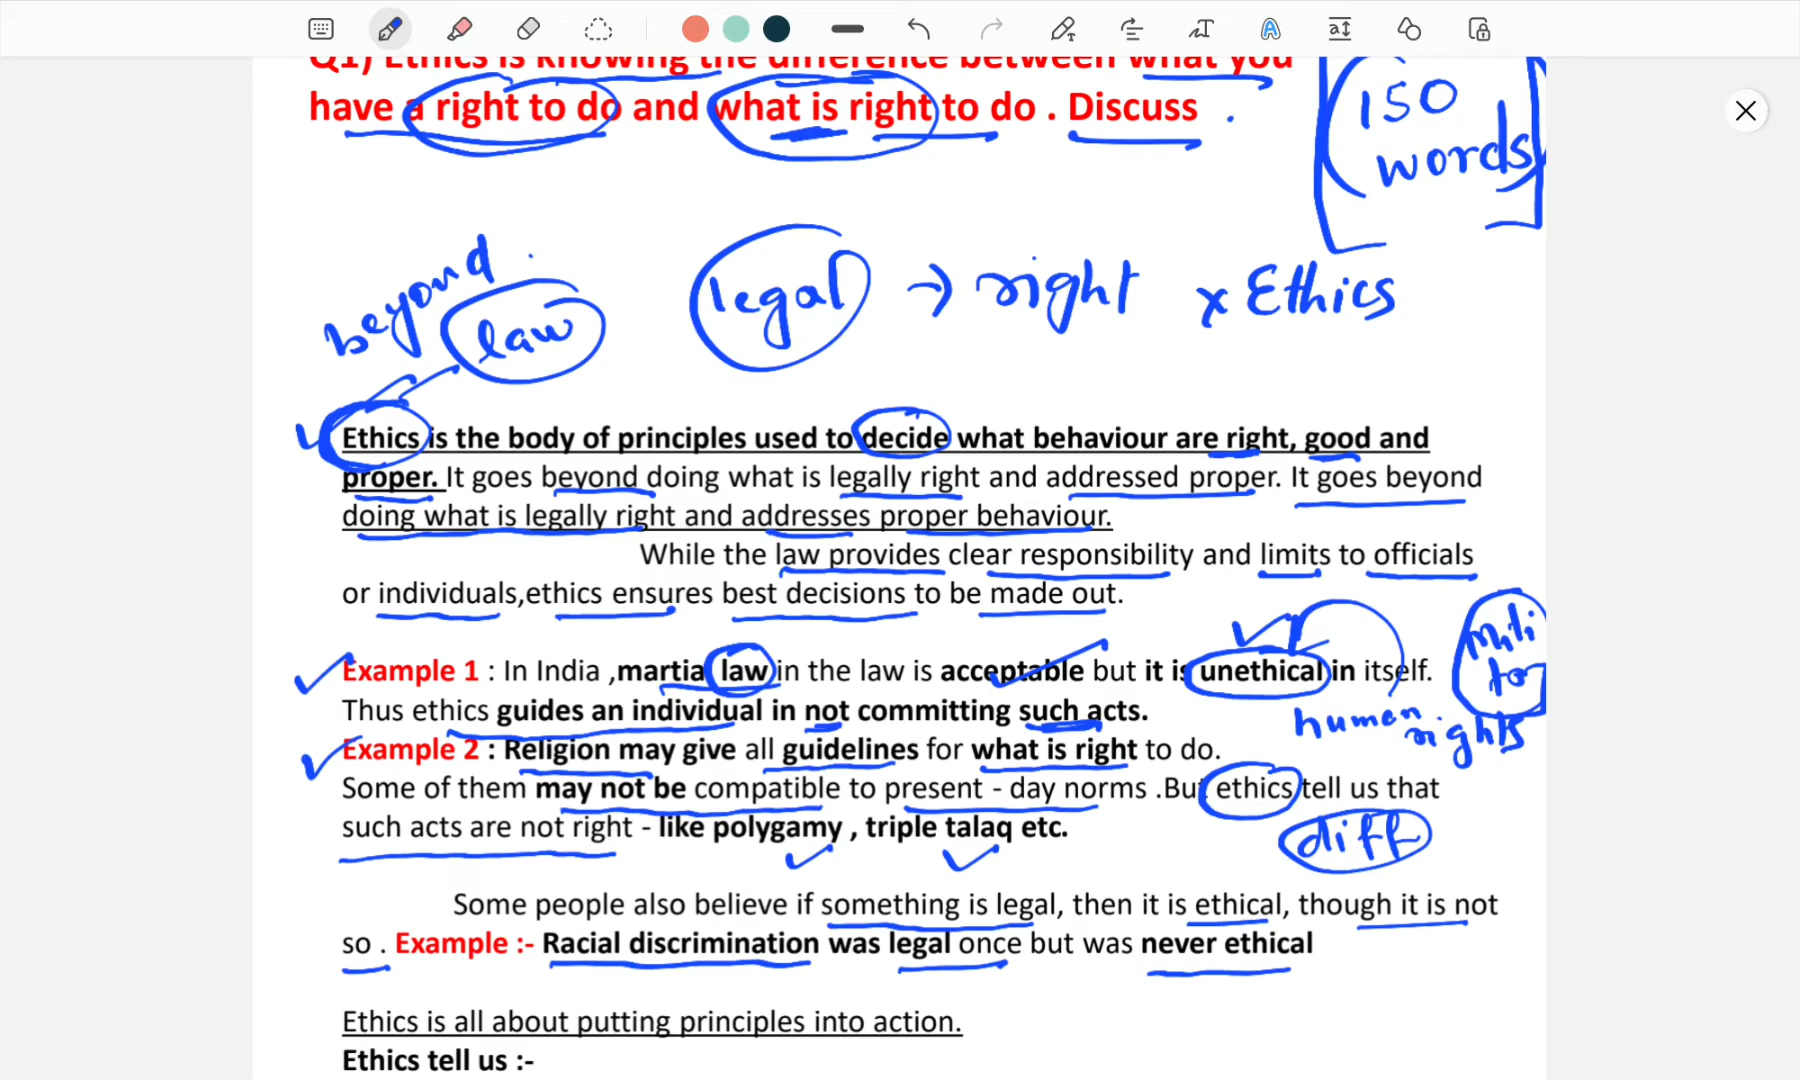 Q1) Ethics is knowing the difference between what you
have a right to do and what is right to do . Discuss .
150
words
beyond
law
legal → right x Ethics
Ethics is the body of principles used to decide what behaviour are right, good and
proper. It goes beyond doing what is legally right and addressed proper. It goes beyond
doing what is legally right and addresses proper behaviour.
While the law provides clear responsibility and limits to officials
or individuals,ethics ensures best decisions to be made out.
Example 1 : In India ,martial law in the law is acceptable but it is unethical in itself.
Thus ethics guides an individual in not committing such acts.
human
rights
Example 2 : Religion may give all guidelines for what is right to do.
Some of them may not be compatible to present - day norms .But ethics tell us that
such acts are not right - like polygamy , triple talaq etc.
diff
Some people also believe if something is legal, then it is ethical, though it is not
so . Example :- Racial discrimination was legal once but was never ethical
Ethics is all about putting principles into action.
Ethics tell us :-